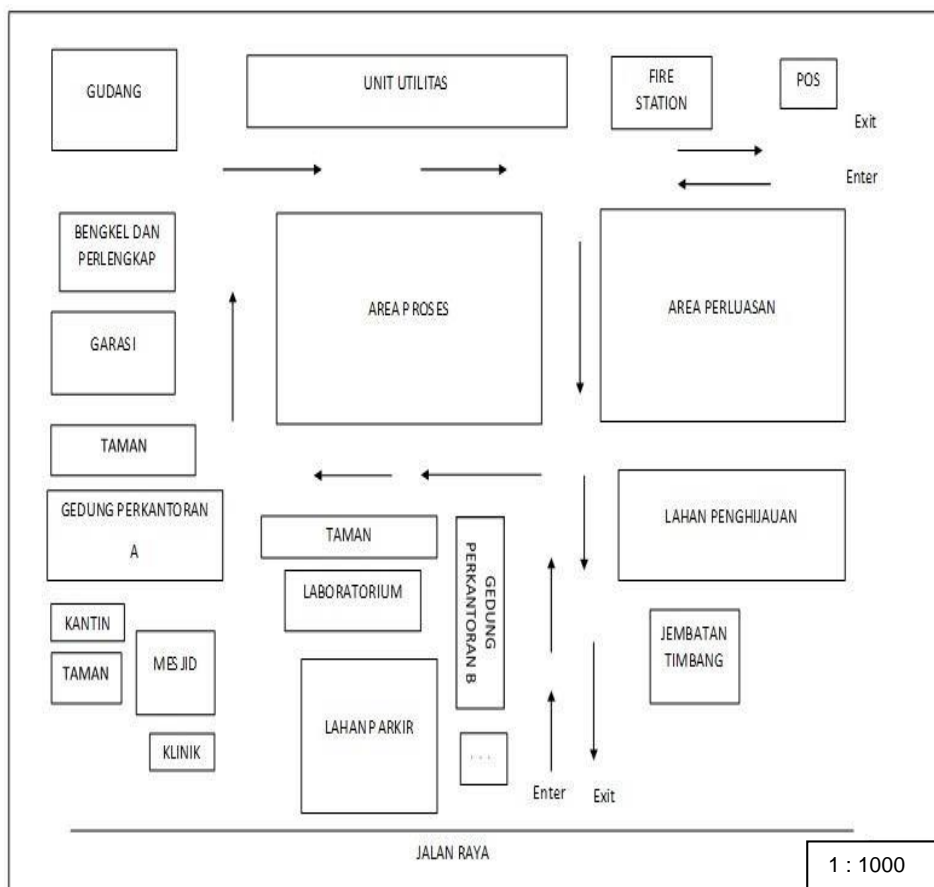 GUDANG
UNIT UTILITAS
FIRE
STATION
POS
Exit
Enter
BENGKEL DAN
PERLENGKAP
AREA PROSES
AREA PERLUASAN
GARASI
TAMAN
GEDUNG PERKANTORAN
A
TAMAN
GEDUNG
PERKANTORAN B
LAHAN PENGHIJAUAN
LABORATORIUM
KANTIN
TAMAN
MESJID
JEMBATAN
TIMBANG
LAHAN PARKIR
KLINIK
...
Enter
Exit
JALAN RAYA
1 : 1000